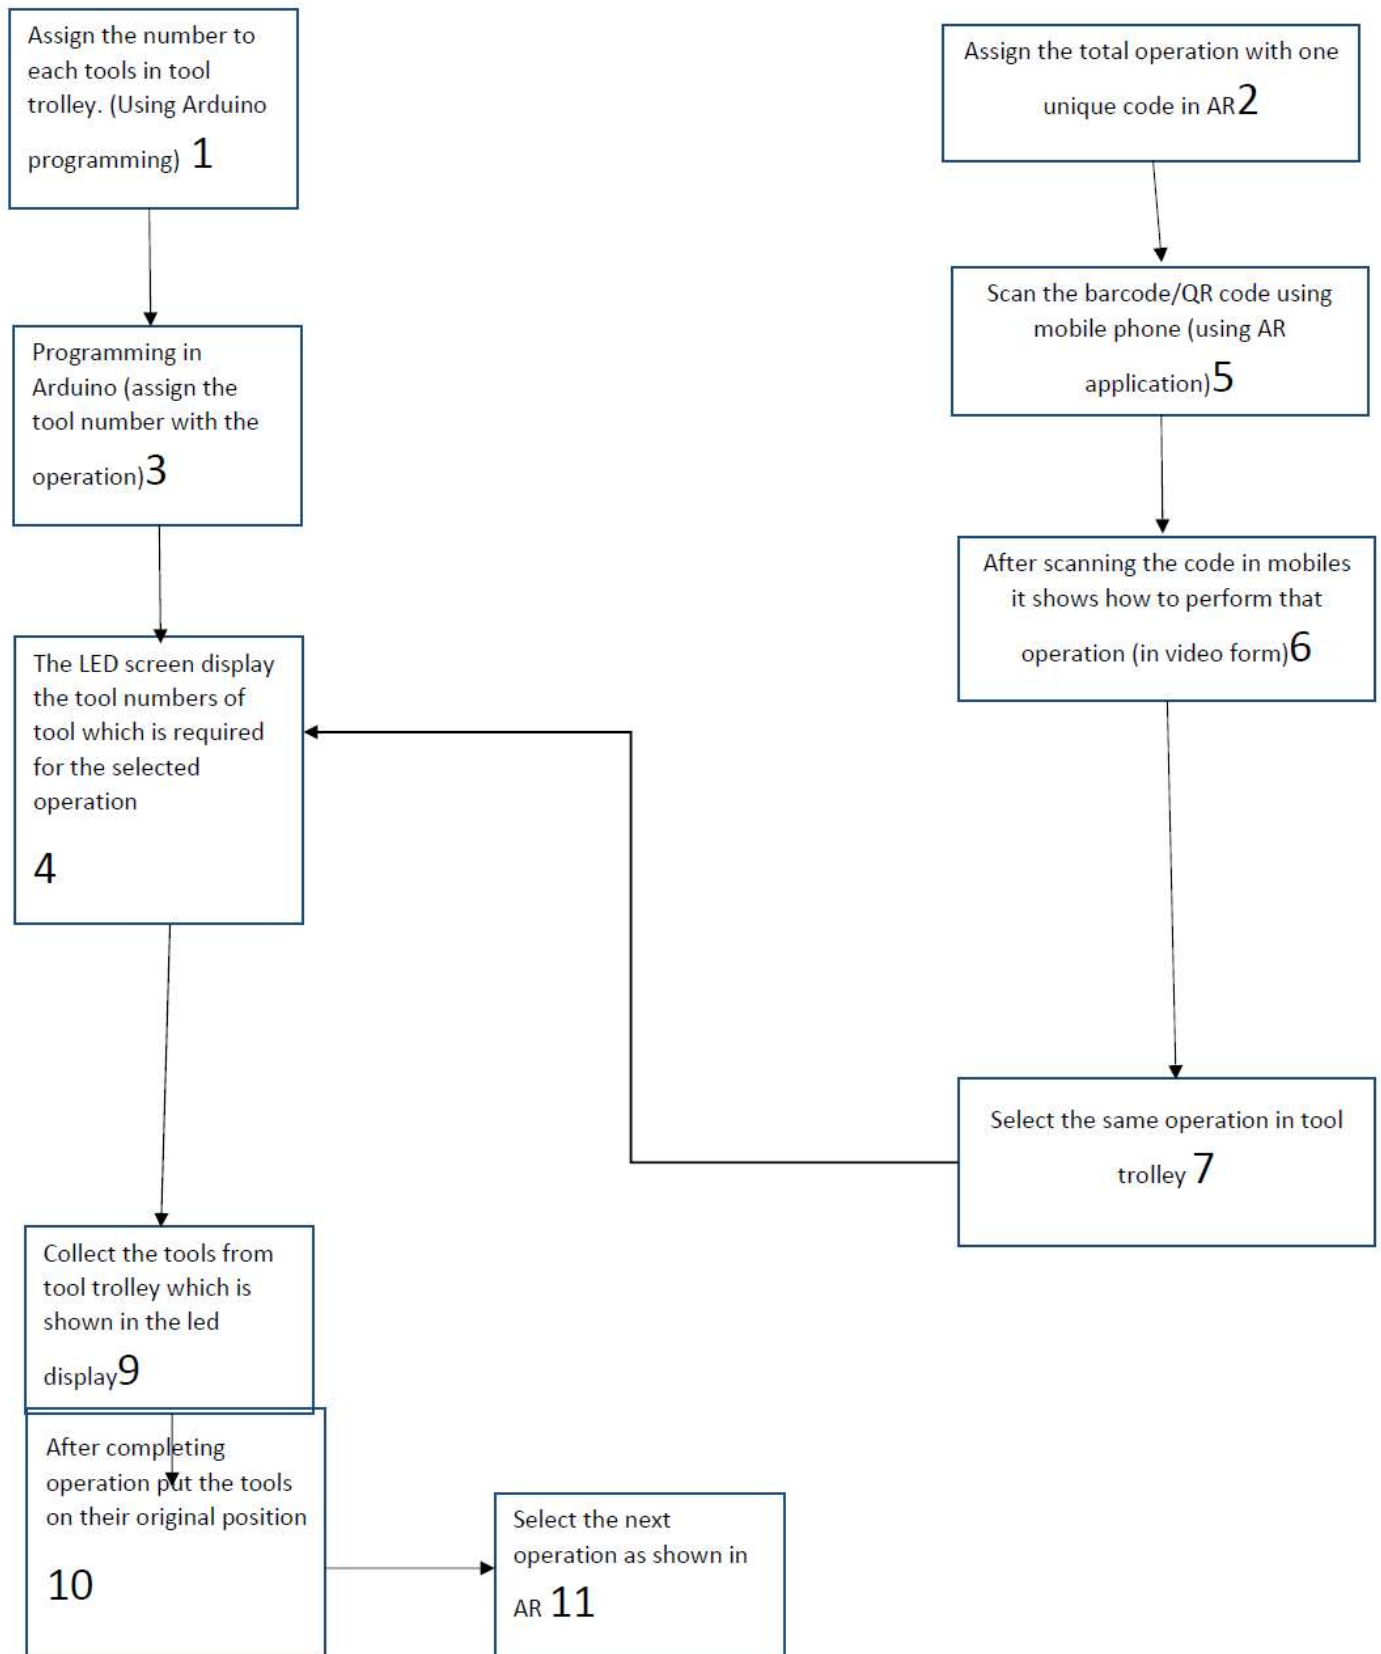 Assign the number to
each tools in tool
trolley. (Using Arduino
programming) 1
Assign the total operation with one
unique code in AR2
Programming in
Arduino (assign the
tool number with the
operation)3
Scan the barcode/QR code using
mobile phone (using AR
application)5
After scanning the code in mobiles
it shows how to perform that
operation (in video form)6
The LED screen display
the tool numbers of
tool which is required
for the selected
operation
4
Select the same operation in tool
trolley 7
Collect the tools from
tool trolley which is
shown in the led
display9
After completing
operation put the tools
on their original position
10
Select the next
operation as shown in
AR 11